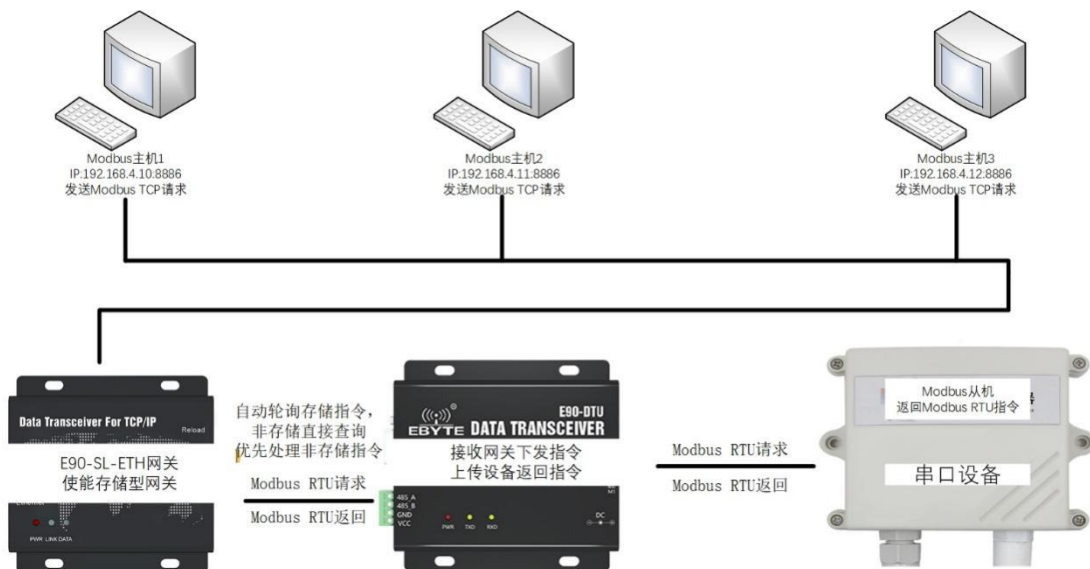 Modbus主机1
IP:192.168.4.10:8886
发送Modbus TCP请求
Modbus主机2
IP:192.168.4.11:8886
发送Modbus TCP请求
Modbus主机3
IP:192.168.4.12:8886
发送Modbus TCP请求
Data Transceiver For TCP/IP
Reload
E90-SL-ETH网关
使能存储型网关
PWR LINK DATA
自动轮询存储指令,
非存储直接查询
优先处理非存储指令
Modbus RTU请求
Modbus RTU返回
E90-DTU
EBYTE DATA TRANSCEIVER
接收网关下发指令
上传设备返回指令
485_A
485_B
GND
VCC
PWR TXD RXD
DC
Modbus RTU请求
Modbus RTU返回
Modbus从机
返回Modbus RTU指令
串口设备